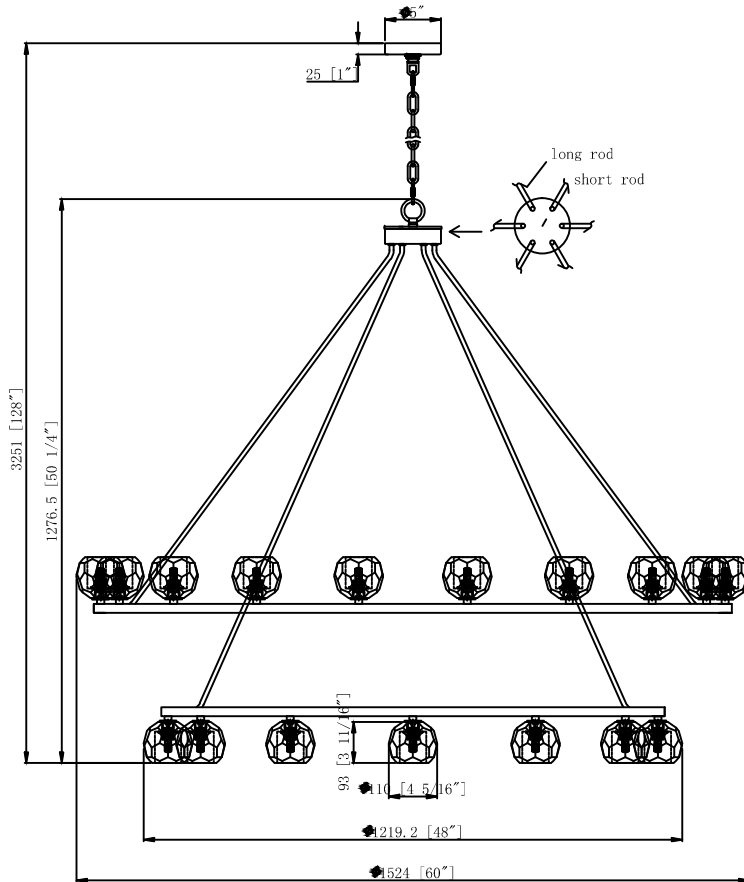 5"
25 [1"]
long rod
short rod
3251 [128"]
1276.5 [50 1/4"]
93 [3 11/16"]
110 [4 5/16"]
1219.2 [48"]
1524 [60"]